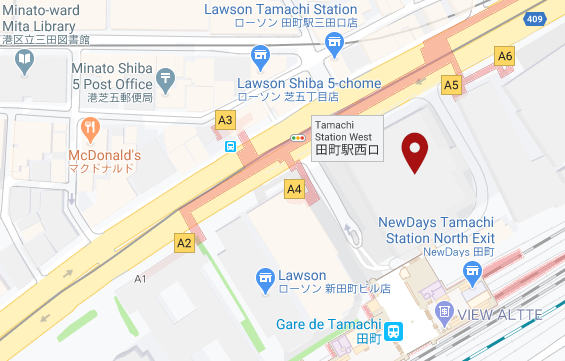 Minato-ward
Mita Library
港区立三田図書館
Lawson Tamachi Station
ローソン 田町駅三田口店
409
Minato Shiba
5 Post Office
港芝五郵便局
Lawson Shiba 5-chome
ローソン 芝五丁目店
A6
A5
A3
Tamachi
Station West
田町駅西口
McDonald's
マクドナルド
A4
A2
A1
NewDays Tamachi
Station North Exit
NewDays 田町
Lawson
ローソン 新田町ビル店
VIEW ALTTE
Gare de Tamachi
田町